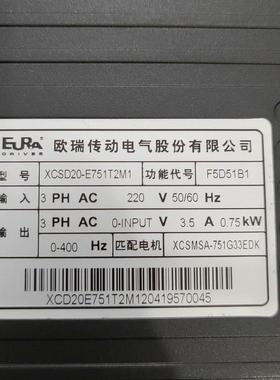 EURA
DRIVES
欧瑞传动电气股份有限公司
型号 XCSD20-E751T2M1 功能代号 F5D51B1
输入 3 PH AC 220 V 50/60 Hz
输出 3 PH AC 0-INPUT V 3.5 A 0.75 kW
0-400 Hz 匹配电机 XCSMSA-751G33EDK
XCD20E751T2M120419570045